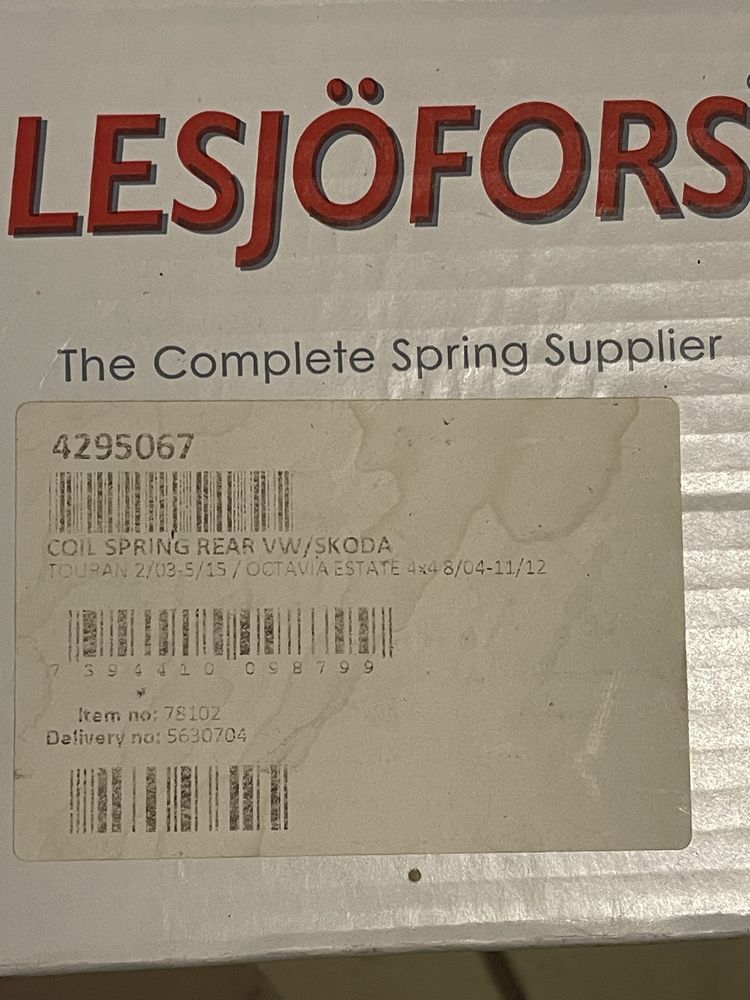 LESJÖFORS
The Complete Spring Supplier
4295067
COIL SPRING REAR VW/SKODA
TOURAN 2/03-5/15 / OCTAVIA ESTATE 4x4 8/04-11/12
7 394410 098799
Item no: 78102
Delivery no: 5630704